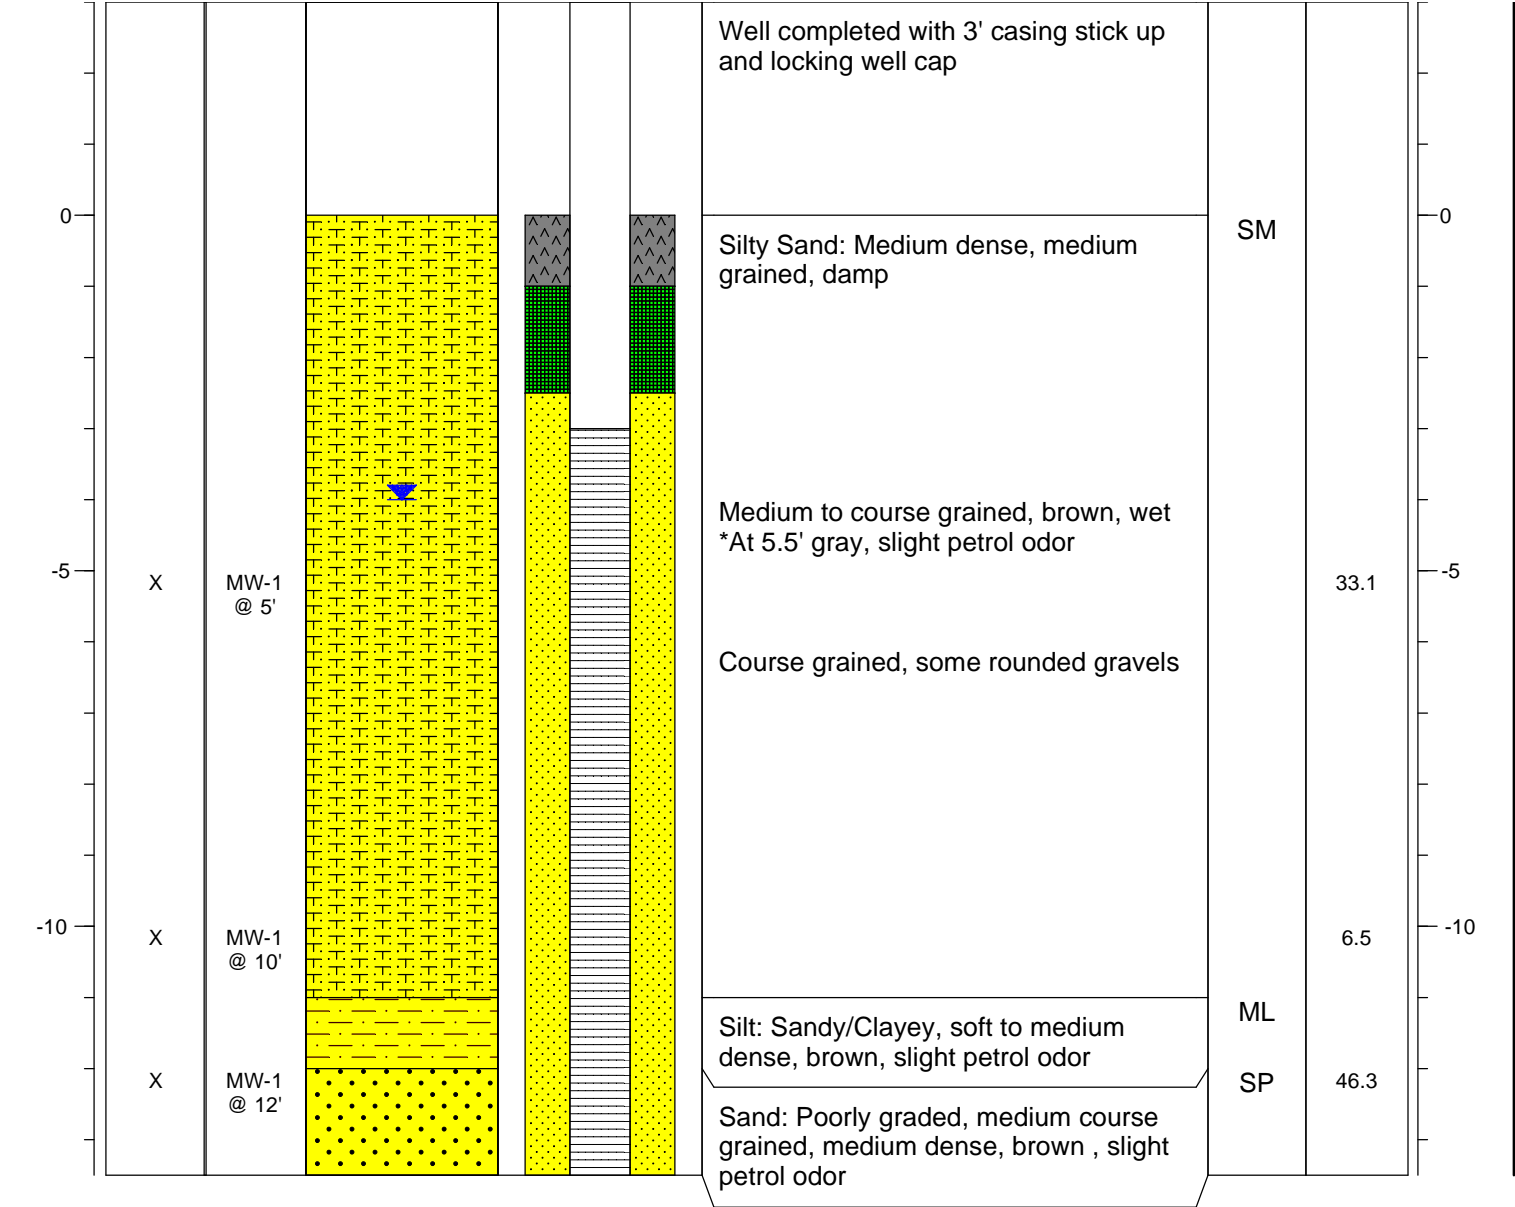 Well completed with 3' casing stick up
and locking well cap
0
SM
0
Silty Sand: Medium dense, medium
grained, damp
Medium to course grained, brown, wet
*At 5.5' gray, slight petrol odor
-5
X
MW-1
@ 5'
33.1
-5
Course grained, some rounded gravels
-10
X
MW-1
@ 10'
6.5
-10
ML
Silt: Sandy/Clayey, soft to medium
dense, brown, slight petrol odor
X
MW-1
@ 12'
SP
46.3
Sand: Poorly graded, medium course
grained, medium dense, brown , slight
petrol odor